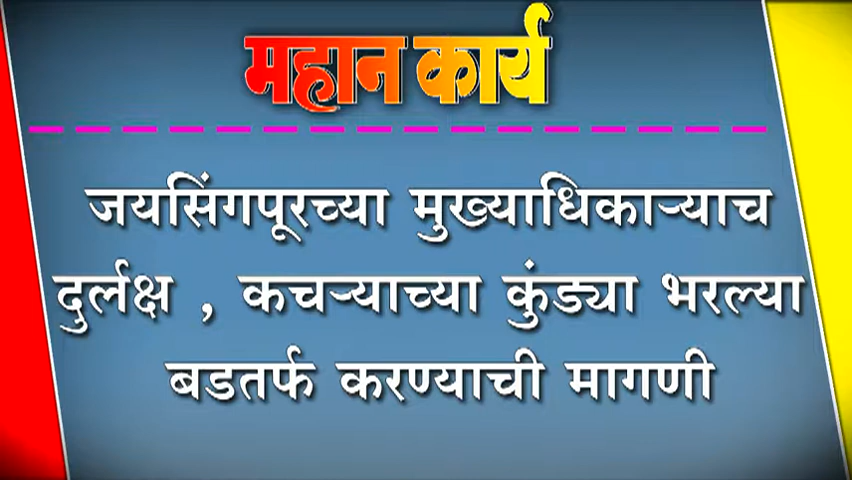 महान कार्य
जयसिंगपूरच्या मुख्याधिकाऱ्याच
दुर्लक्ष , कचऱ्याच्या कुंड्या भरल्या
बडतर्फ करण्याची मागणी